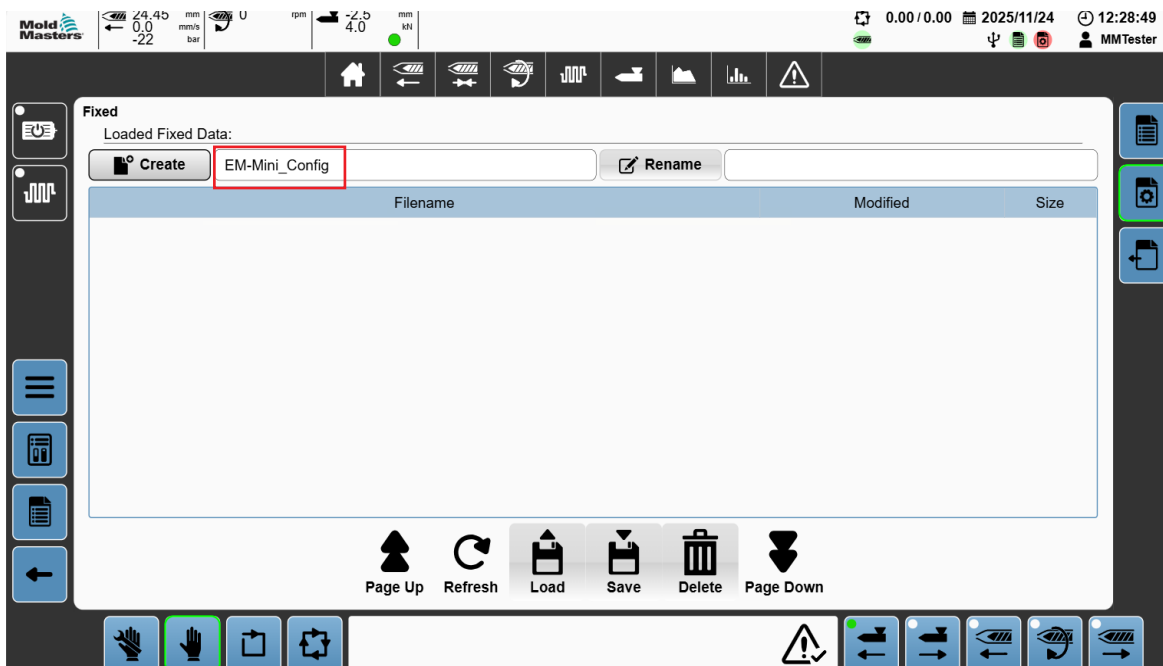 Mold
Masters
24.45 mm
0.0 mm/s
-22 bar
0 rpm
-2.5 mm
4.0 kN
0.00 / 0.00
2025/11/24
12:28:49
MMTester
Fixed
Loaded Fixed Data:
Create
EM-Mini_Config
Rename
Filename Modified Size
Page Up Refresh Load Save Delete Page Down